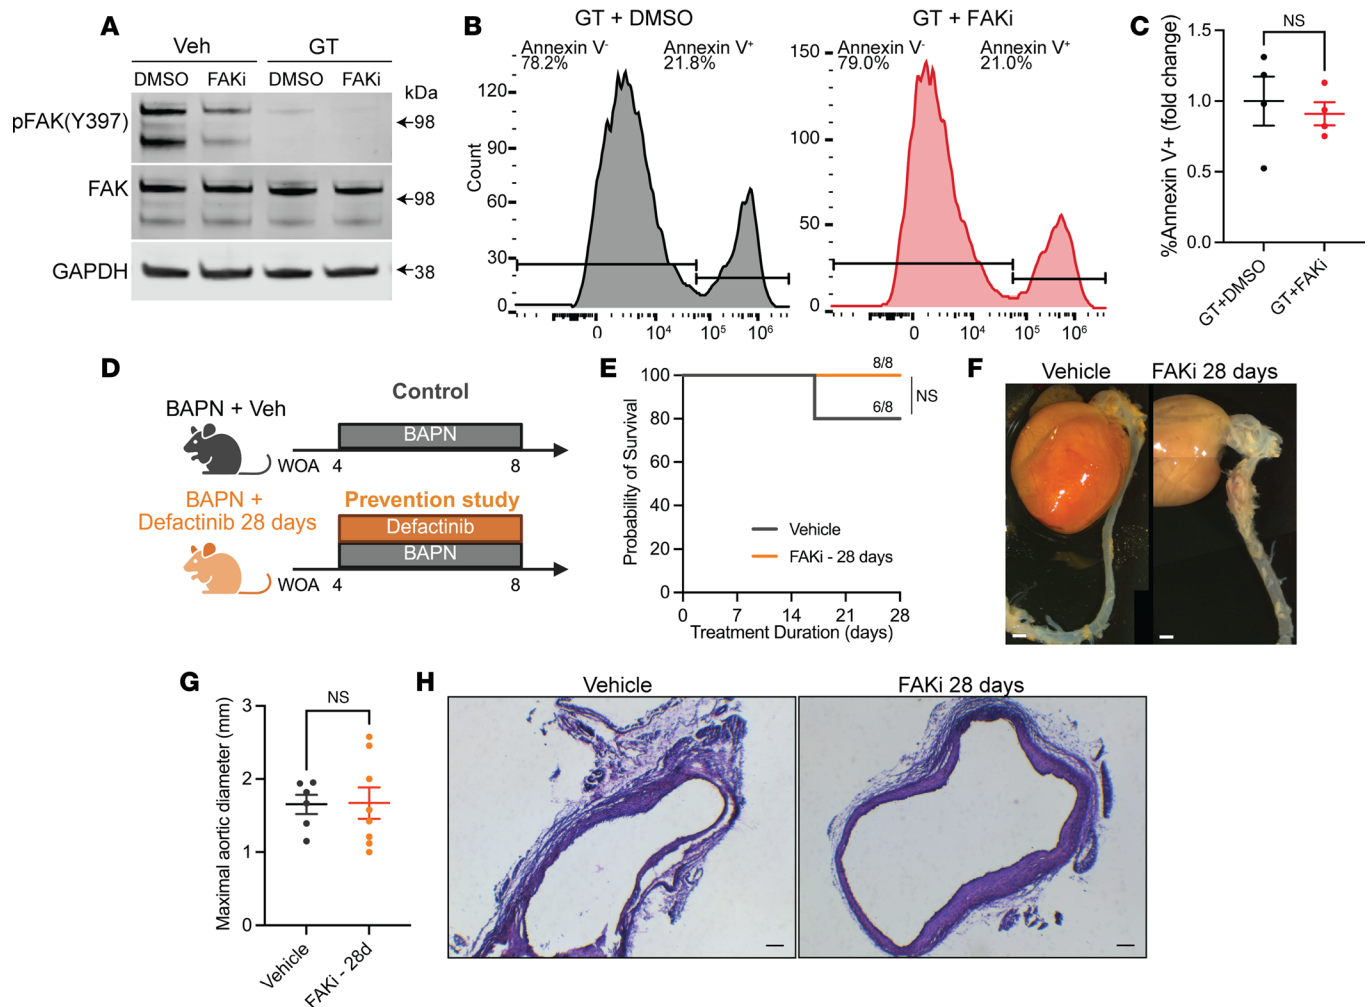 A
Veh
GT
DMSO
FAKi
DMSO
FAKi
kDa
pFAK(Y397)
98
FAK
98
GAPDH
38
B
GT + DMSO
Annexin V-
78.2%
Annexin V+
21.8%
Count
120
90
60
30
0
0
10⁴
10⁵
10⁶
GT + FAKi
Annexin V-
79.0%
Annexin V+
21.0%
150
100
50
0
0
10⁴
10⁵
10⁶
C
NS
%Annexin V+ (fold change)
1.5
1.0
0.5
0.0
GT+DMSO
GT+FAKi
D
Control
BAPN + Veh
BAPN
WOA
4
8
BAPN +
Defactinib 28 days
Prevention study
Defactinib
BAPN
WOA
4
8
E
Probability of Survival
100
80
60
40
20
0
8/8
6/8
NS
Vehicle
FAKi - 28 days
0
7
14
21
28
Treatment Duration (days)
F
Vehicle
FAKi 28 days
G
NS
Maximal aortic diameter (mm)
3
2
1
0
Vehicle
FAKi - 28d
H
Vehicle
FAKi 28 days